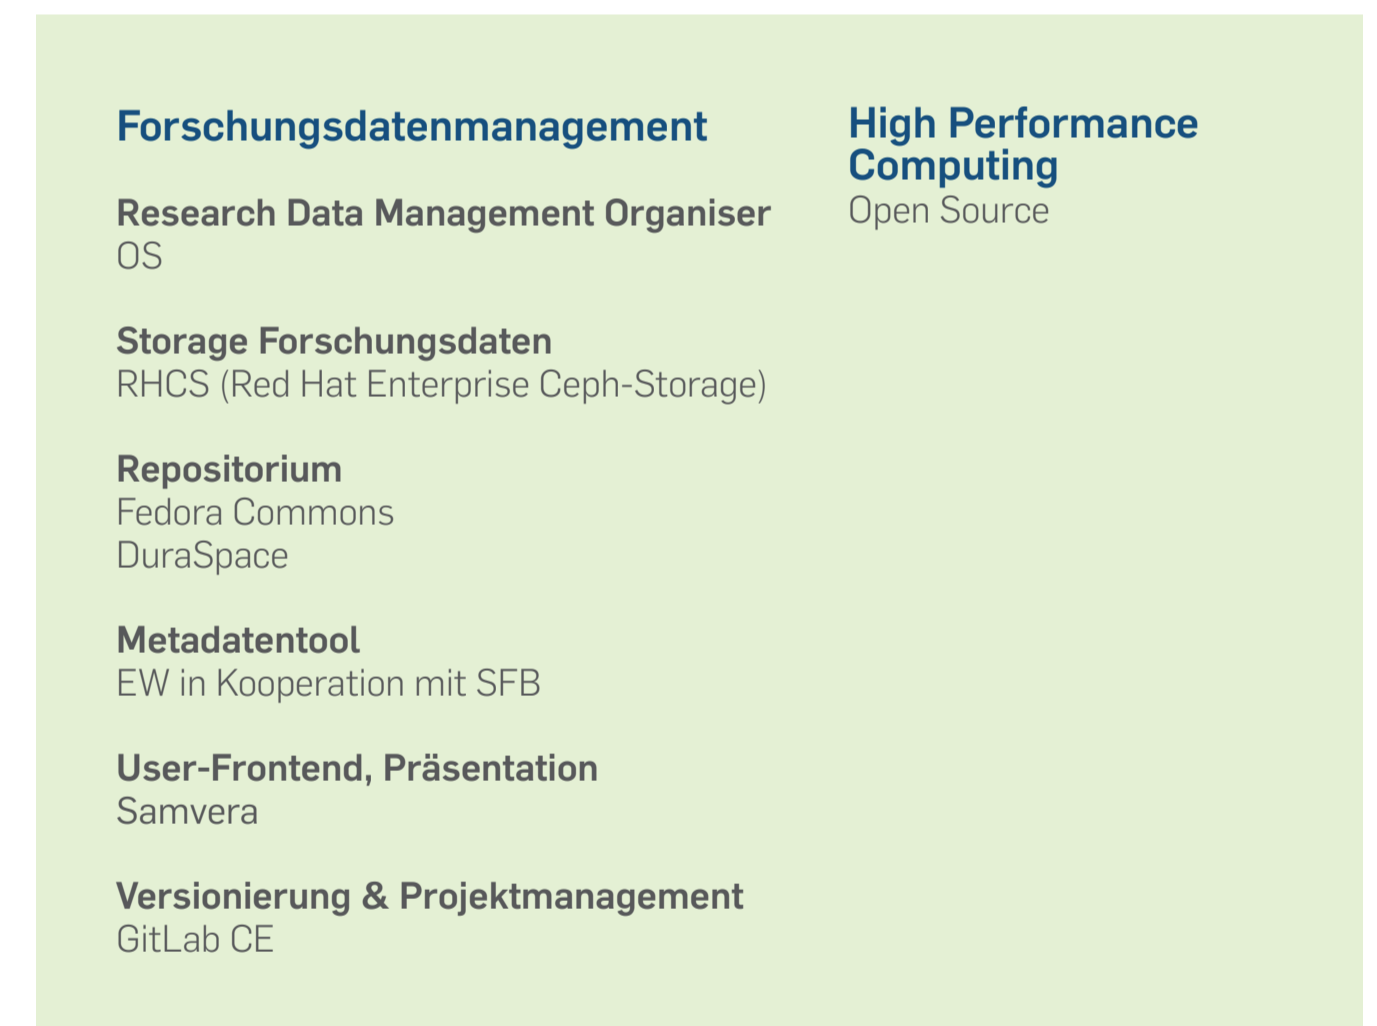 Forschungsdatenmanagement
Research Data Management Organiser
OS
Storage Forschungsdaten
RHCS (Red Hat Enterprise Ceph-Storage)
Repositorium
Fedora Commons
DuraSpace
Metadatentool
EW in Kooperation mit SFB
User-Frontend, Präsentation
Samvera
Versionierung & Projektmanagement
GitLab CE
High Performance
Computing
Open Source